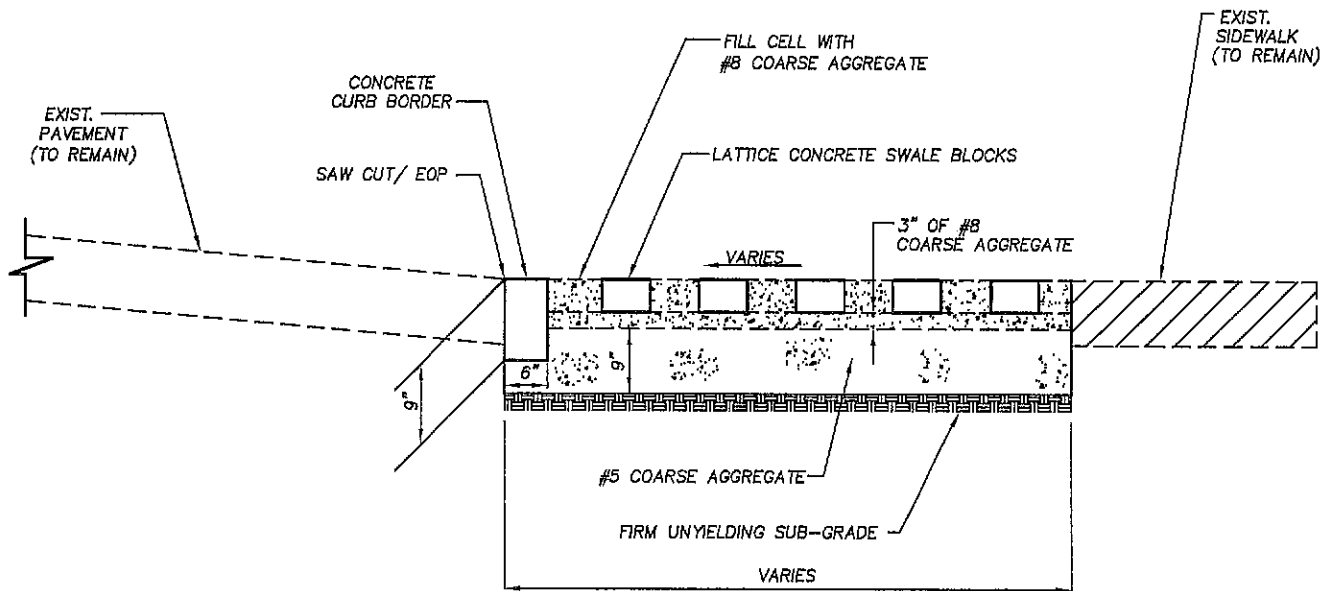 EXIST.
SIDEWALK
(TO REMAIN)
FILL CELL WITH
#8 COARSE AGGREGATE
CONCRETE
CURB BORDER
EXIST.
PAVEMENT
(TO REMAIN)
LATTICE CONCRETE SWALE BLOCKS
SAW CUT/ EOP
3" OF #8
COARSE AGGREGATE
VARIES
6"
9"
9"
#5 COARSE AGGREGATE
FIRM UNYIELDING SUB-GRADE
VARIES